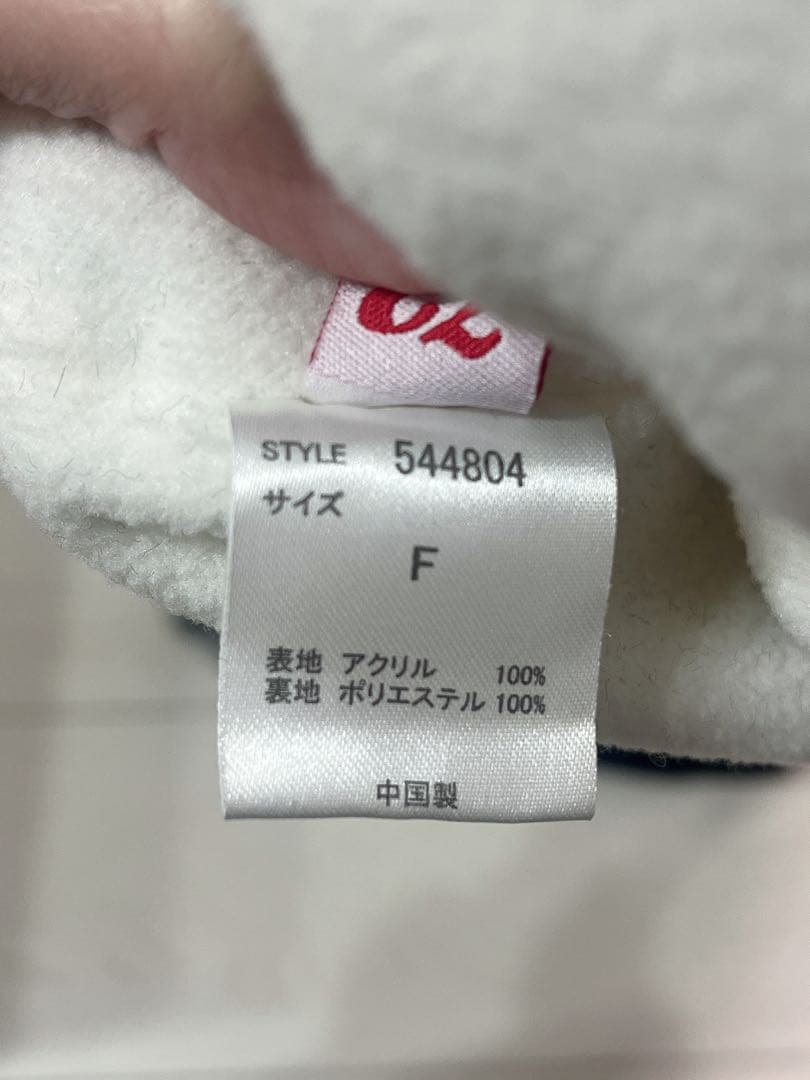 STYLE 544804
サイズ
F
表地 アクリル 100%
裏地 ポリエステル 100%
中国製